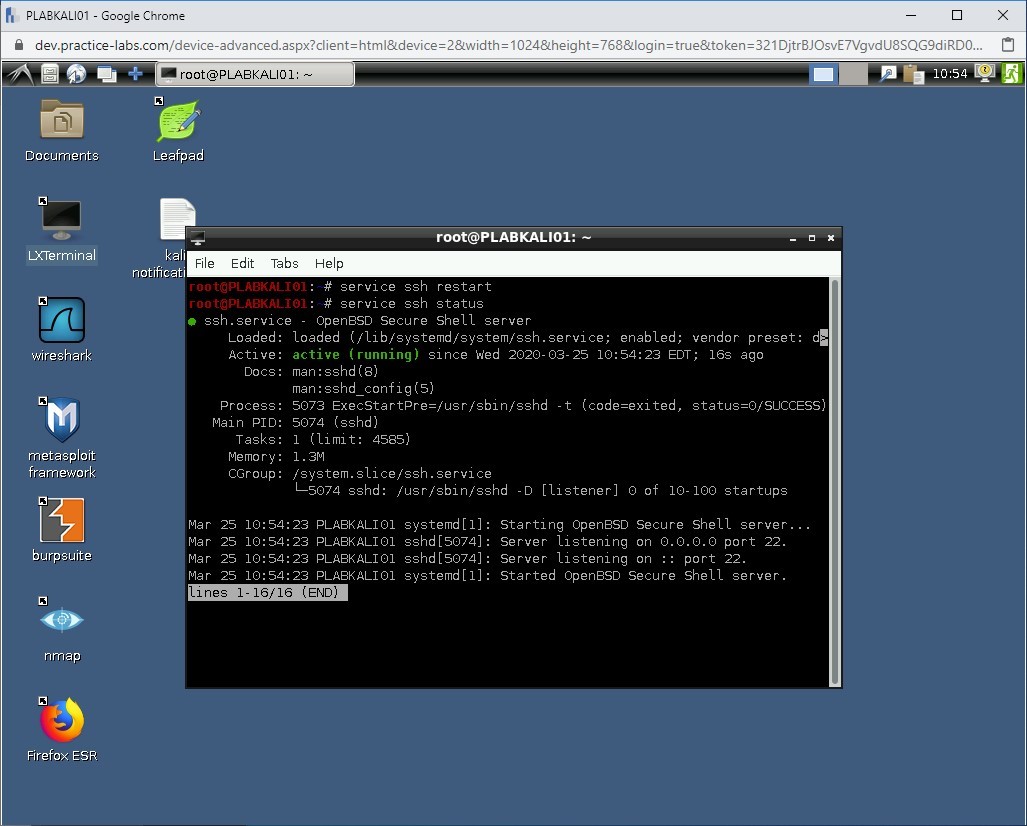 PLABKALI01 - Google Chrome
dev.practice-labs.com/device-advanced.aspx?client=html&device=2&width=1024&height=768&login=true&token=321DjtrBJOsvE7VgvdU8SQG9diRD0...
root@PLABKALI01: ~
10:54
Documents
Leafpad
LXTerminal
kali
notificati
wireshark
metasploit
framework
burpsuite
nmap
Firefox ESR
root@PLABKALI01: ~
File Edit Tabs Help
root@PLABKALI01:~# service ssh restart
root@PLABKALI01:~# service ssh status
● ssh.service - OpenBSD Secure Shell server
Loaded: loaded (/lib/systemd/system/ssh.service; enabled; vendor preset: d>
Active: active (running) since Wed 2020-03-25 10:54:23 EDT; 16s ago
Docs: man:sshd(8)
man:sshd_config(5)
Process: 5073 ExecStartPre=/usr/sbin/sshd -t (code=exited, status=0/SUCCESS)
Main PID: 5074 (sshd)
Tasks: 1 (limit: 4585)
Memory: 1.3M
CGroup: /system.slice/ssh.service
└─5074 sshd: /usr/sbin/sshd -D [listener] 0 of 10-100 startups
Mar 25 10:54:23 PLABKALI01 systemd[1]: Starting OpenBSD Secure Shell server...
Mar 25 10:54:23 PLABKALI01 sshd[5074]: Server listening on 0.0.0.0 port 22.
Mar 25 10:54:23 PLABKALI01 sshd[5074]: Server listening on :: port 22.
Mar 25 10:54:23 PLABKALI01 systemd[1]: Started OpenBSD Secure Shell server.
lines 1-16/16 (END)